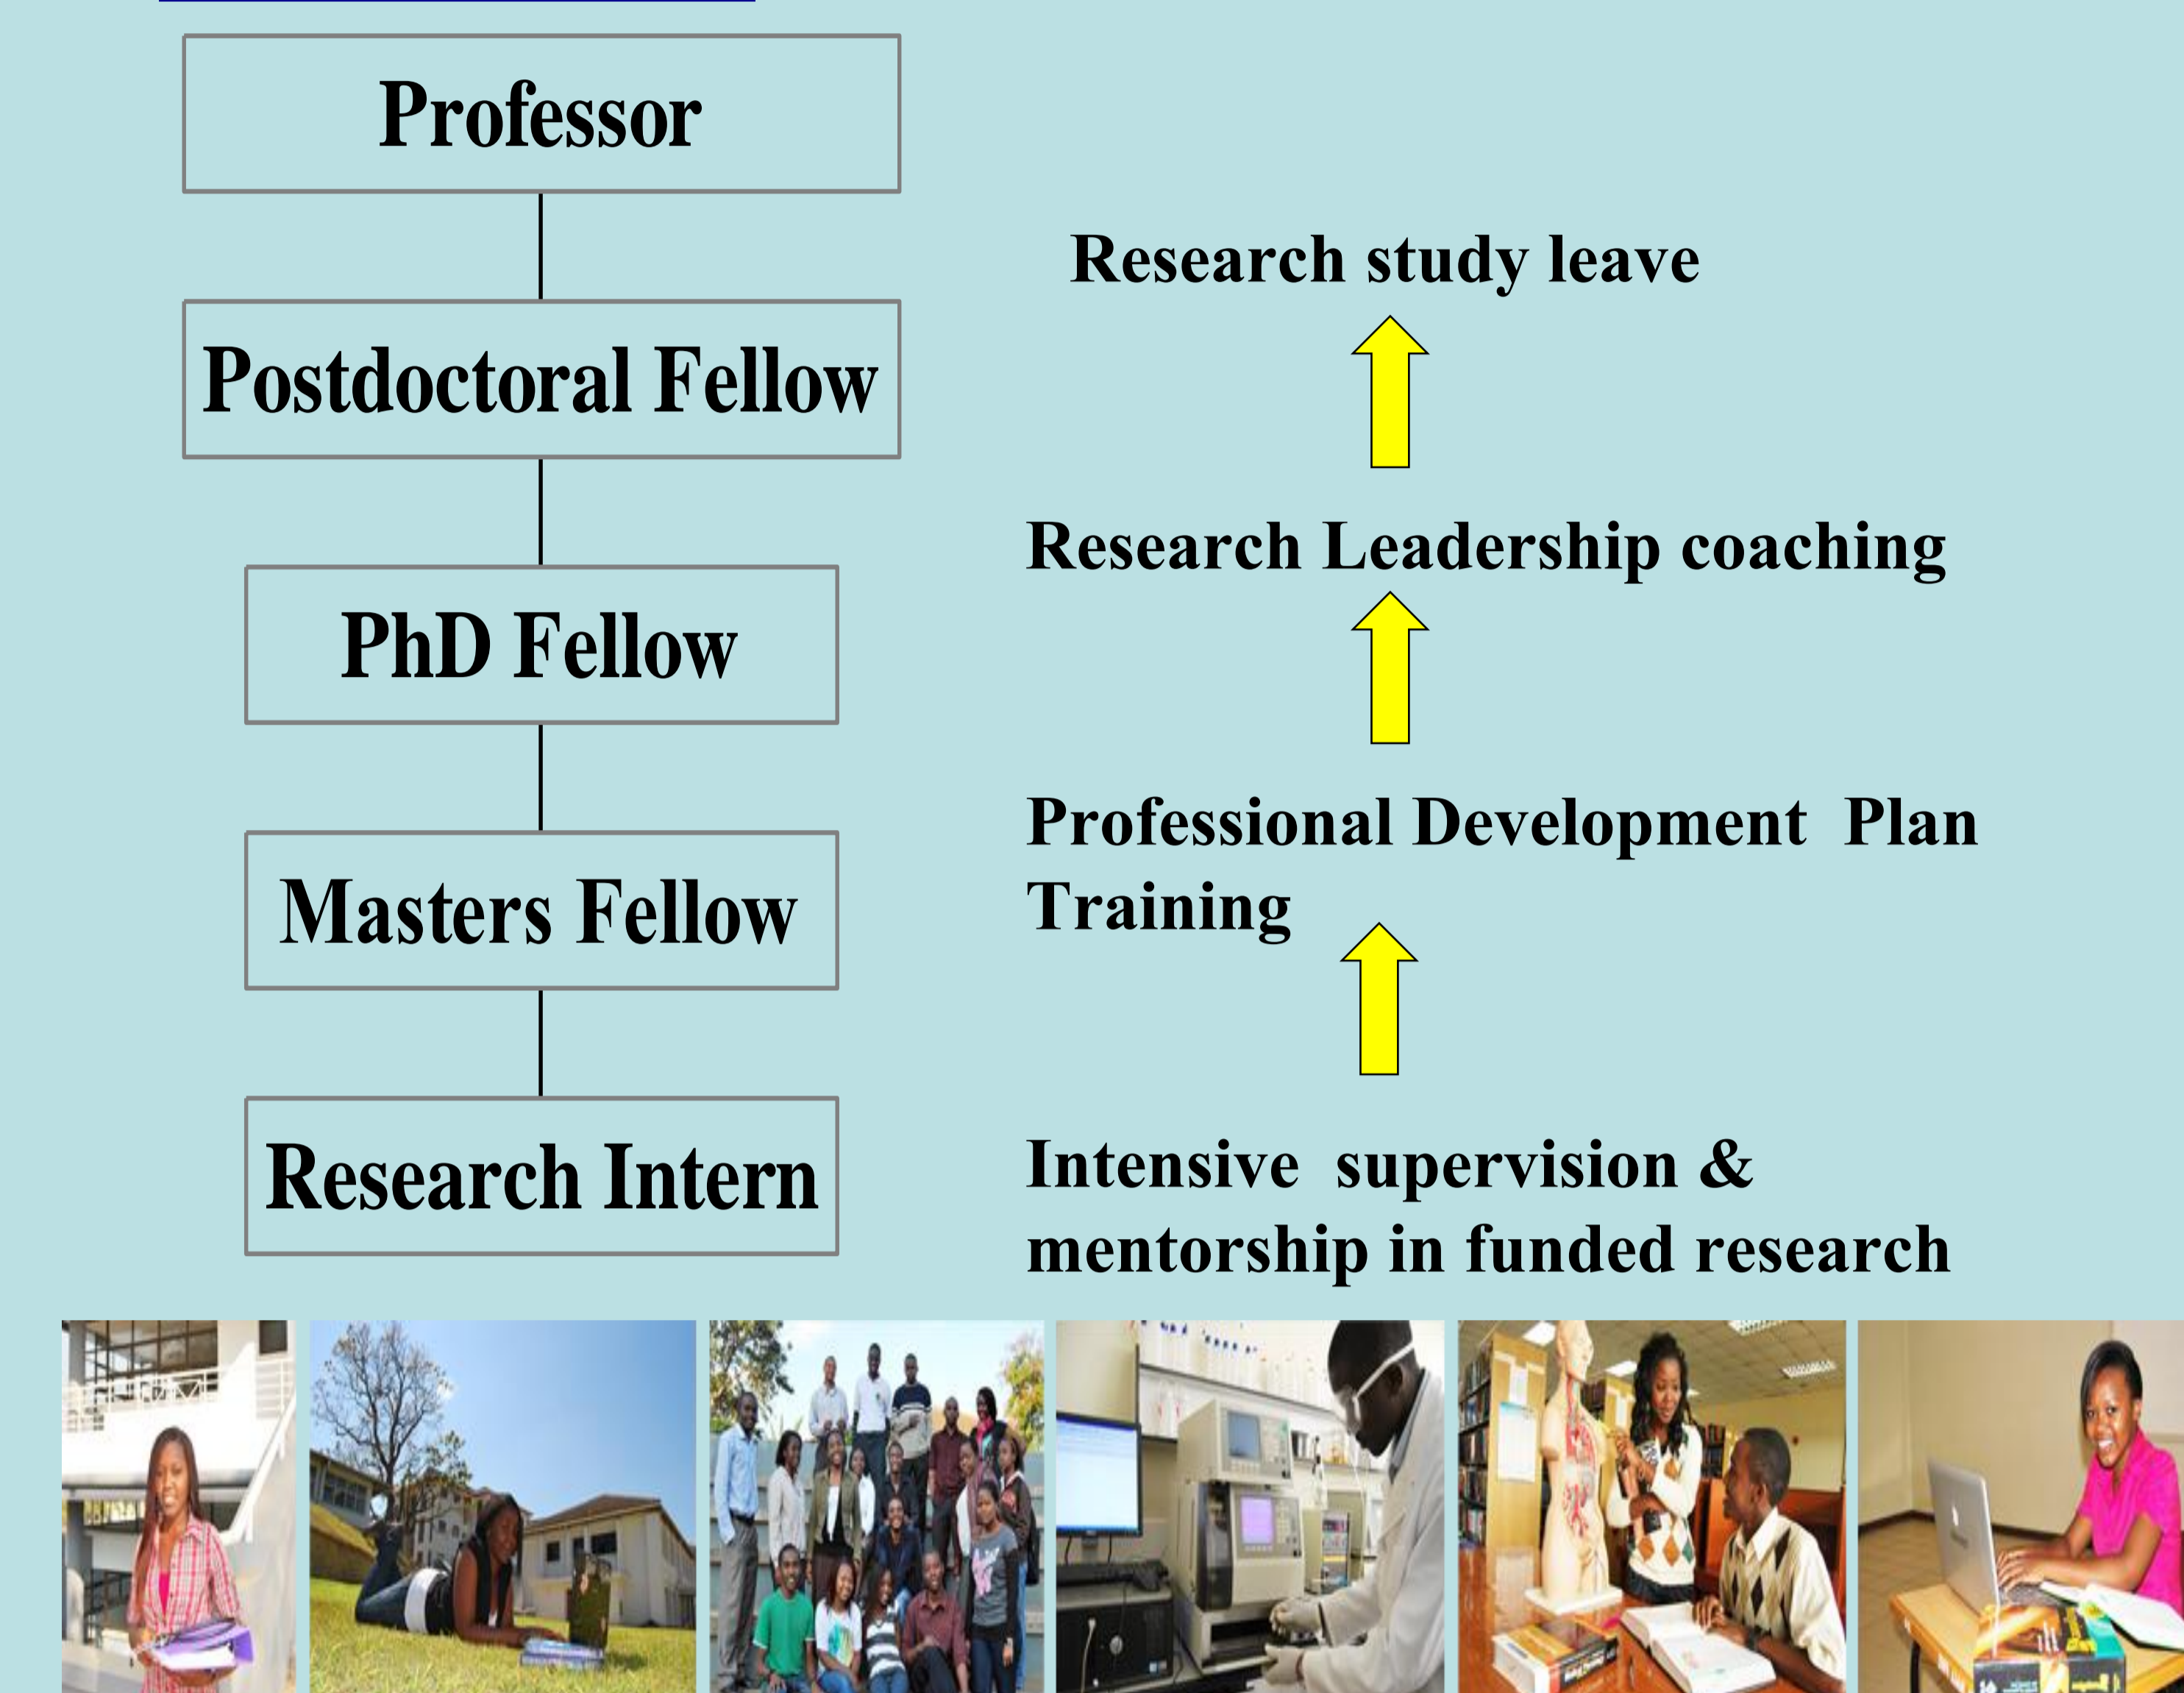 Professor
Postdoctoral Fellow
PhD Fellow
Masters Fellow
Research Intern
Research study leave
Research Leadership coaching
Professional Development  Plan
Training
Intensive  supervision &
mentorship in funded research